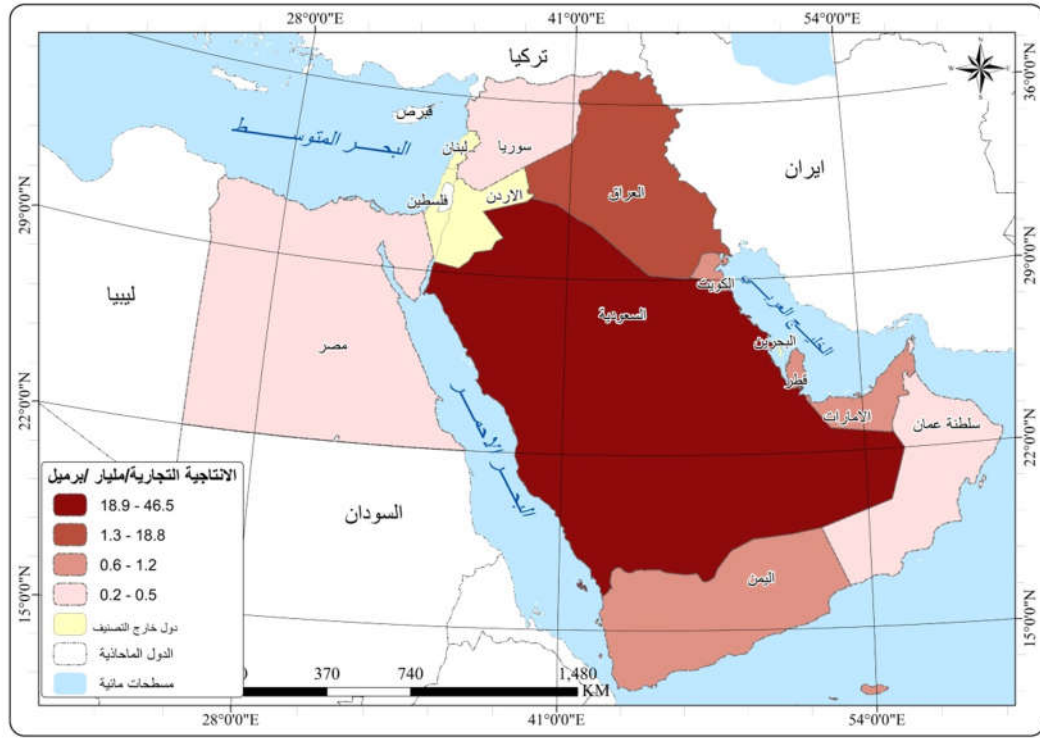 28°0'0"E 41°0'0"E 54°0'0"E
تركيا
36°0'0"N
قبرص
البحر المتوسط
لبنان
سوريا
ايران
العراق
فلسطين
الاردن
29°0'0"N
29°0'0"N
الكويت
ليبيا
السعودية
الخليج العربي
البحرين
مصر
قطر
الامارات
سلطنة عمان
22°0'0"N
22°0'0"N
البحر الأحمر
السودان
اليمن
15°0'0"N
15°0'0"N
الانتاجية التجارية/مليار /برميل
18.9 - 46.5
1.3 - 18.8
0.6 - 1.2
0.2 - 0.5
دول خارج التصنيف
الدول الماحاذية
مسطحات مائية
0 370 740 1,480
KM
28°0'0"E 41°0'0"E 54°0'0"E